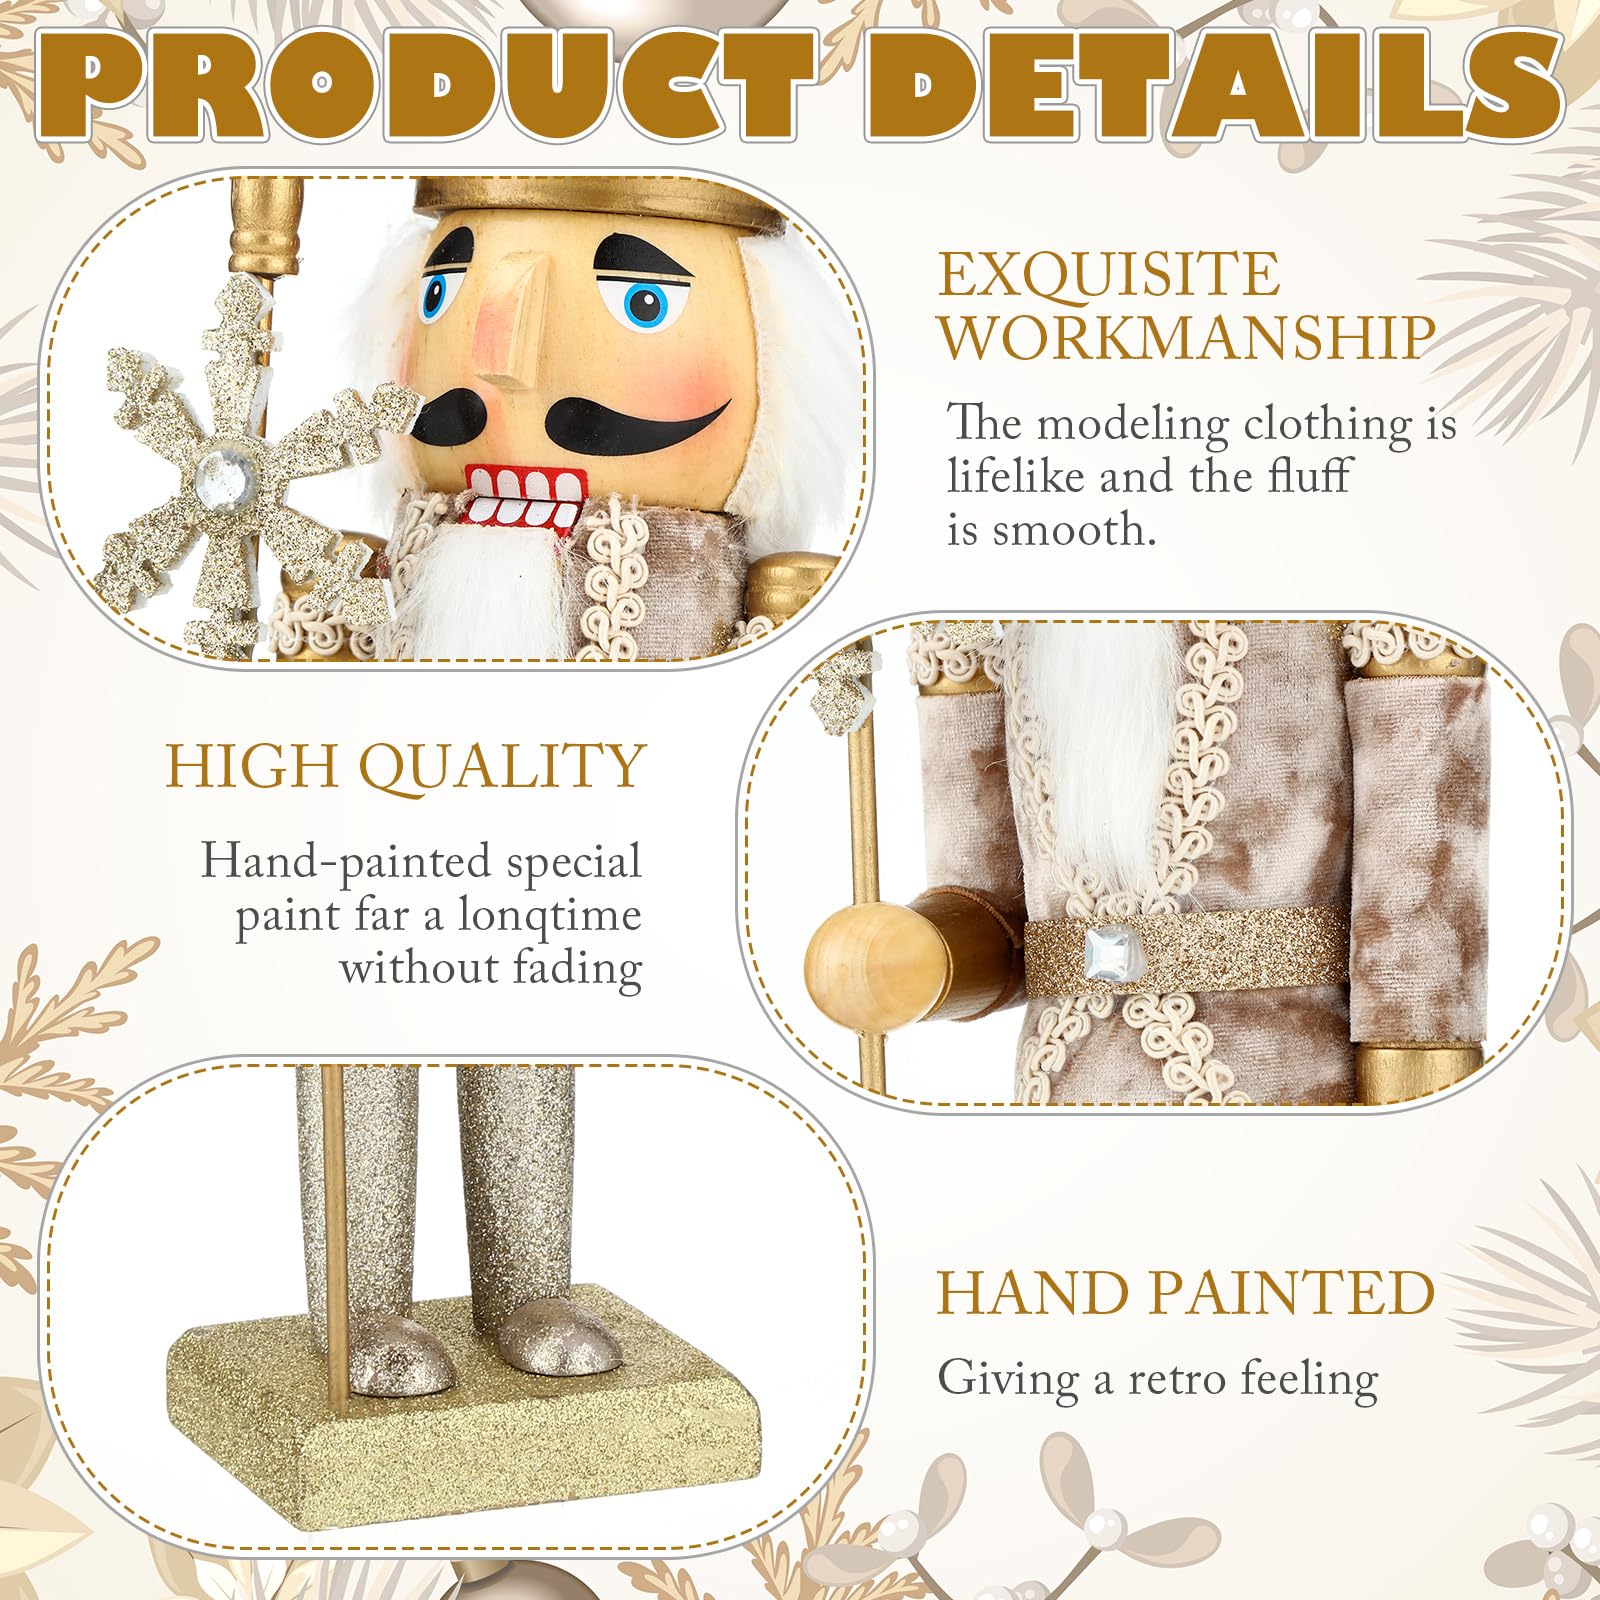 PRODUCT DETAILS
EXQUISITE
WORKMANSHIP
The modeling clothing is
lifelike and the fluff
is smooth.
HIGH QUALITY
Hand-painted special
paint far a lonqtime
without fading
HAND PAINTED
Giving a retro feeling